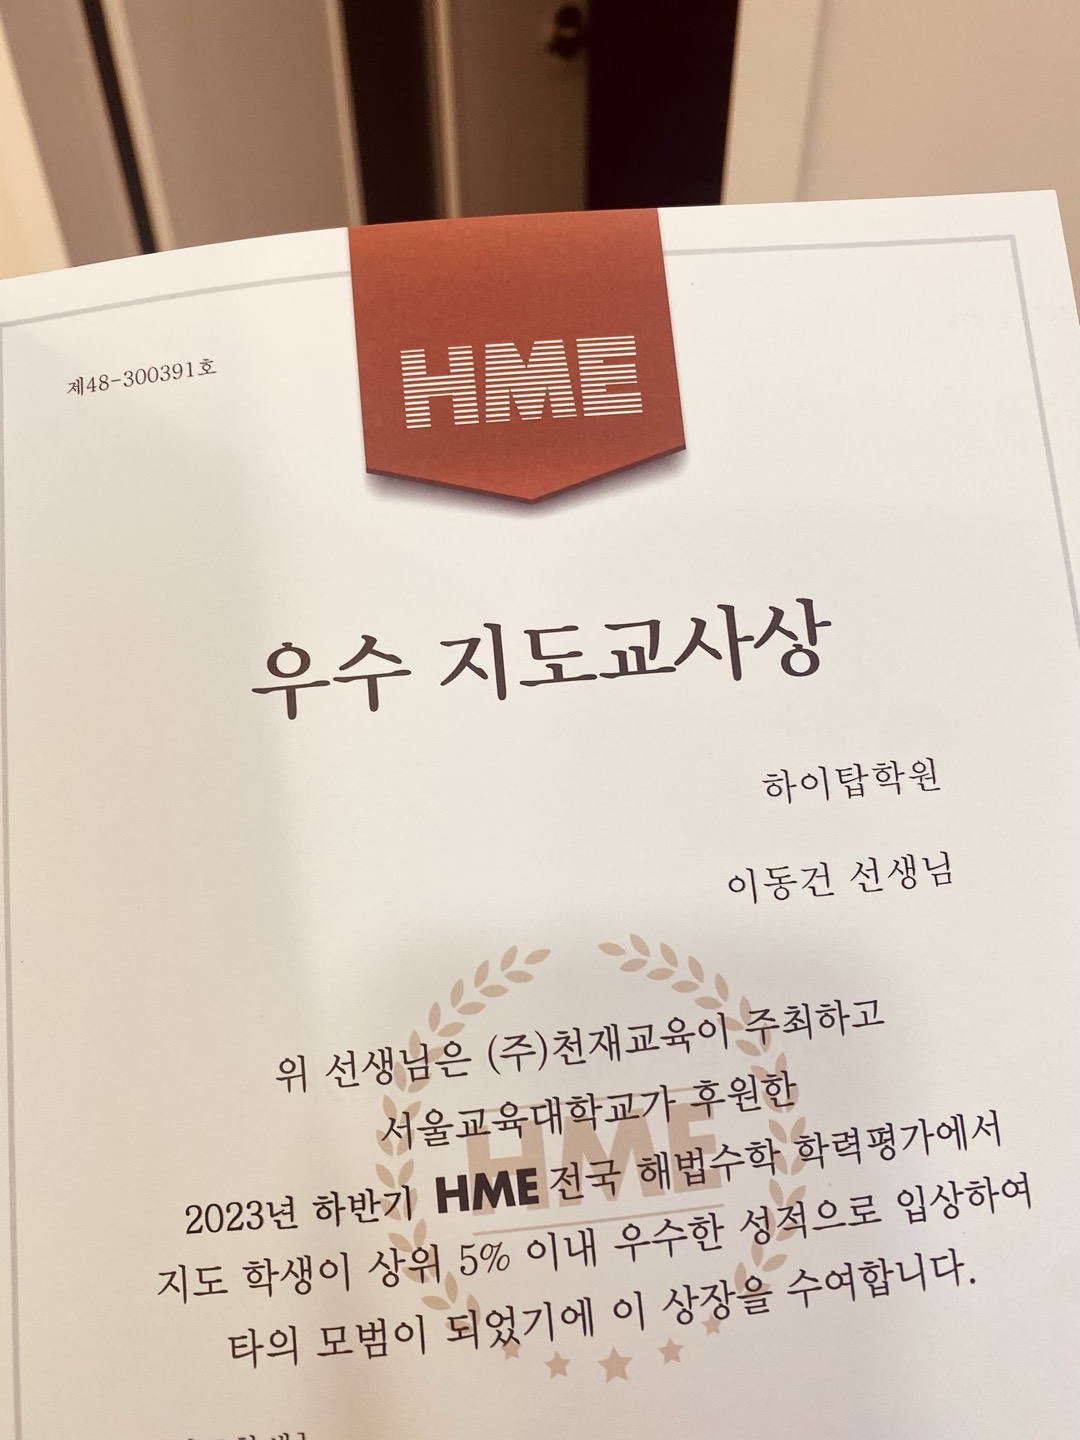 HME
제48-300391호
우수 지도교사상
하이탑학원
이동건 선생님
위 선생님은 (주)천재교육이 주최하고
서울교육대학교가 후원한
2023년 하반기 HME 전국 해법수학 학력평가에서
지도 학생이 상위 5% 이내 우수한 성적으로 입상하여
타의 모범이 되었기에 이 상장을 수여합니다.
HME